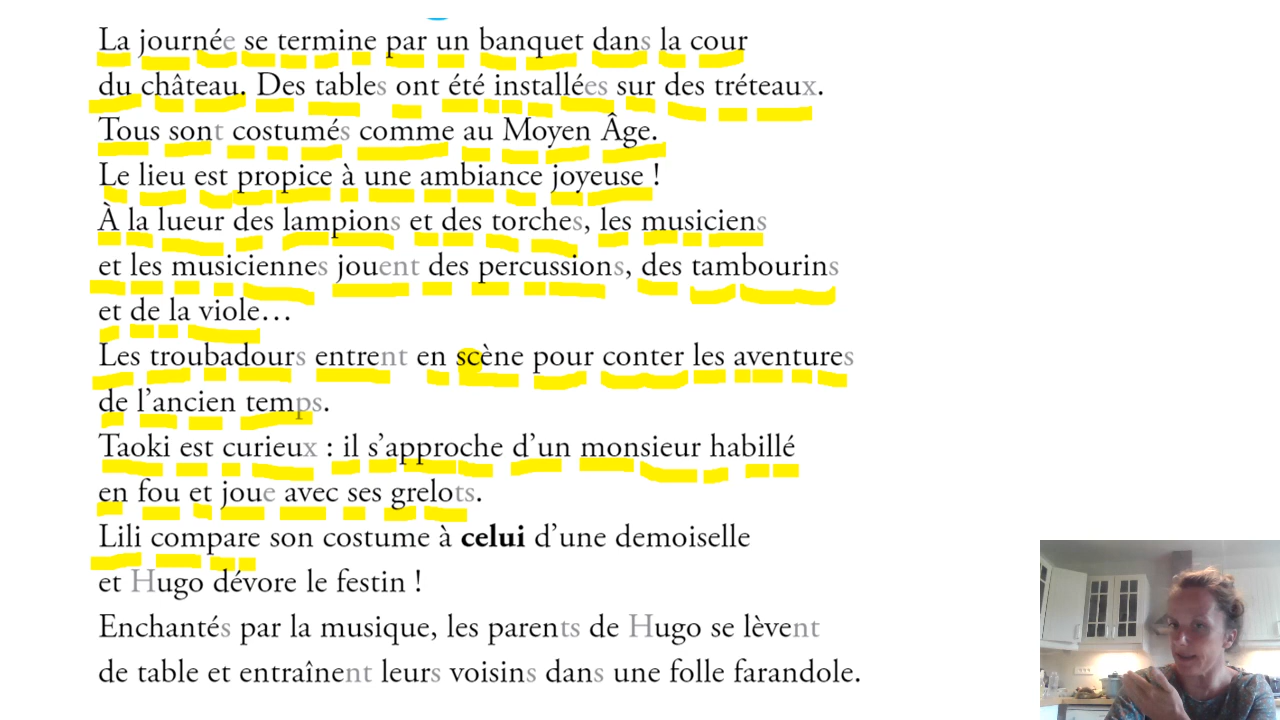 La journée se termine par un banquet dans la cour
du château. Des tables ont été installées sur des tréteaux.
Tous sont costumés comme au Moyen Âge.
Le lieu est propice à une ambiance joyeuse !
À la lueur des lampions et des torches, les musiciens
et les musiciennes jouent des percussions, des tambourins
et de la viole…
Les troubadours entrent en scène pour conter les aventures
de l’ancien temps.
Taoki est curieux : il s’approche d’un monsieur habillé
en fou et joue avec ses grelots.
Lili compare son costume à celui d’une demoiselle
et Hugo dévore le festin !
Enchantés par la musique, les parents de Hugo se lèvent
de table et entraînent leurs voisins dans une folle farandole.